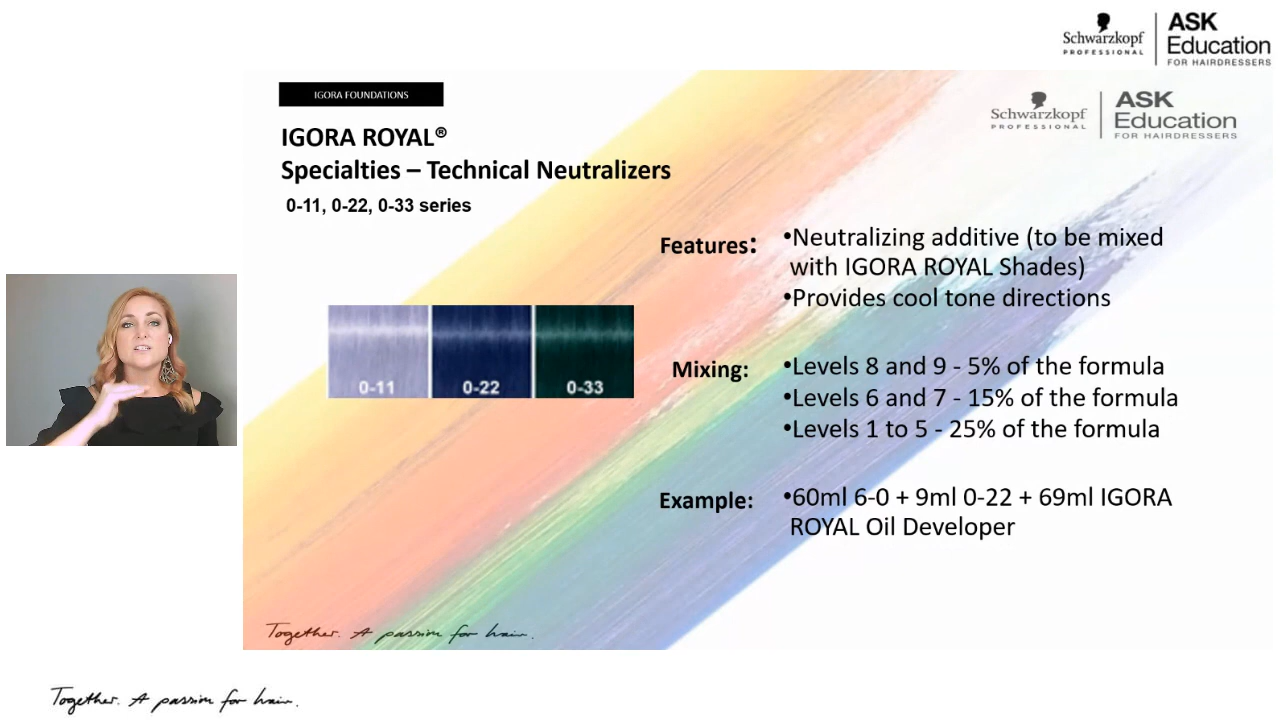 Schwarzkopf
PROFESSIONAL
ASK
Education
FOR HAIRDRESSERS
IGORA FOUNDATIONS
Schwarzkopf
PROFESSIONAL
ASK
Education
FOR HAIRDRESSERS
IGORA ROYAL®
Specialties – Technical Neutralizers
0-11, 0-22, 0-33 series
Features:
•Neutralizing additive (to be mixed
with IGORA ROYAL Shades)
•Provides cool tone directions
0-11 0-22 0-33
Mixing:
•Levels 8 and 9 - 5% of the formula
•Levels 6 and 7 - 15% of the formula
•Levels 1 to 5 - 25% of the formula
Example:
•60ml 6-0 + 9ml 0-22 + 69ml IGORA
ROYAL Oil Developer
Together. A passion for hair.
Together. A passion for hair.